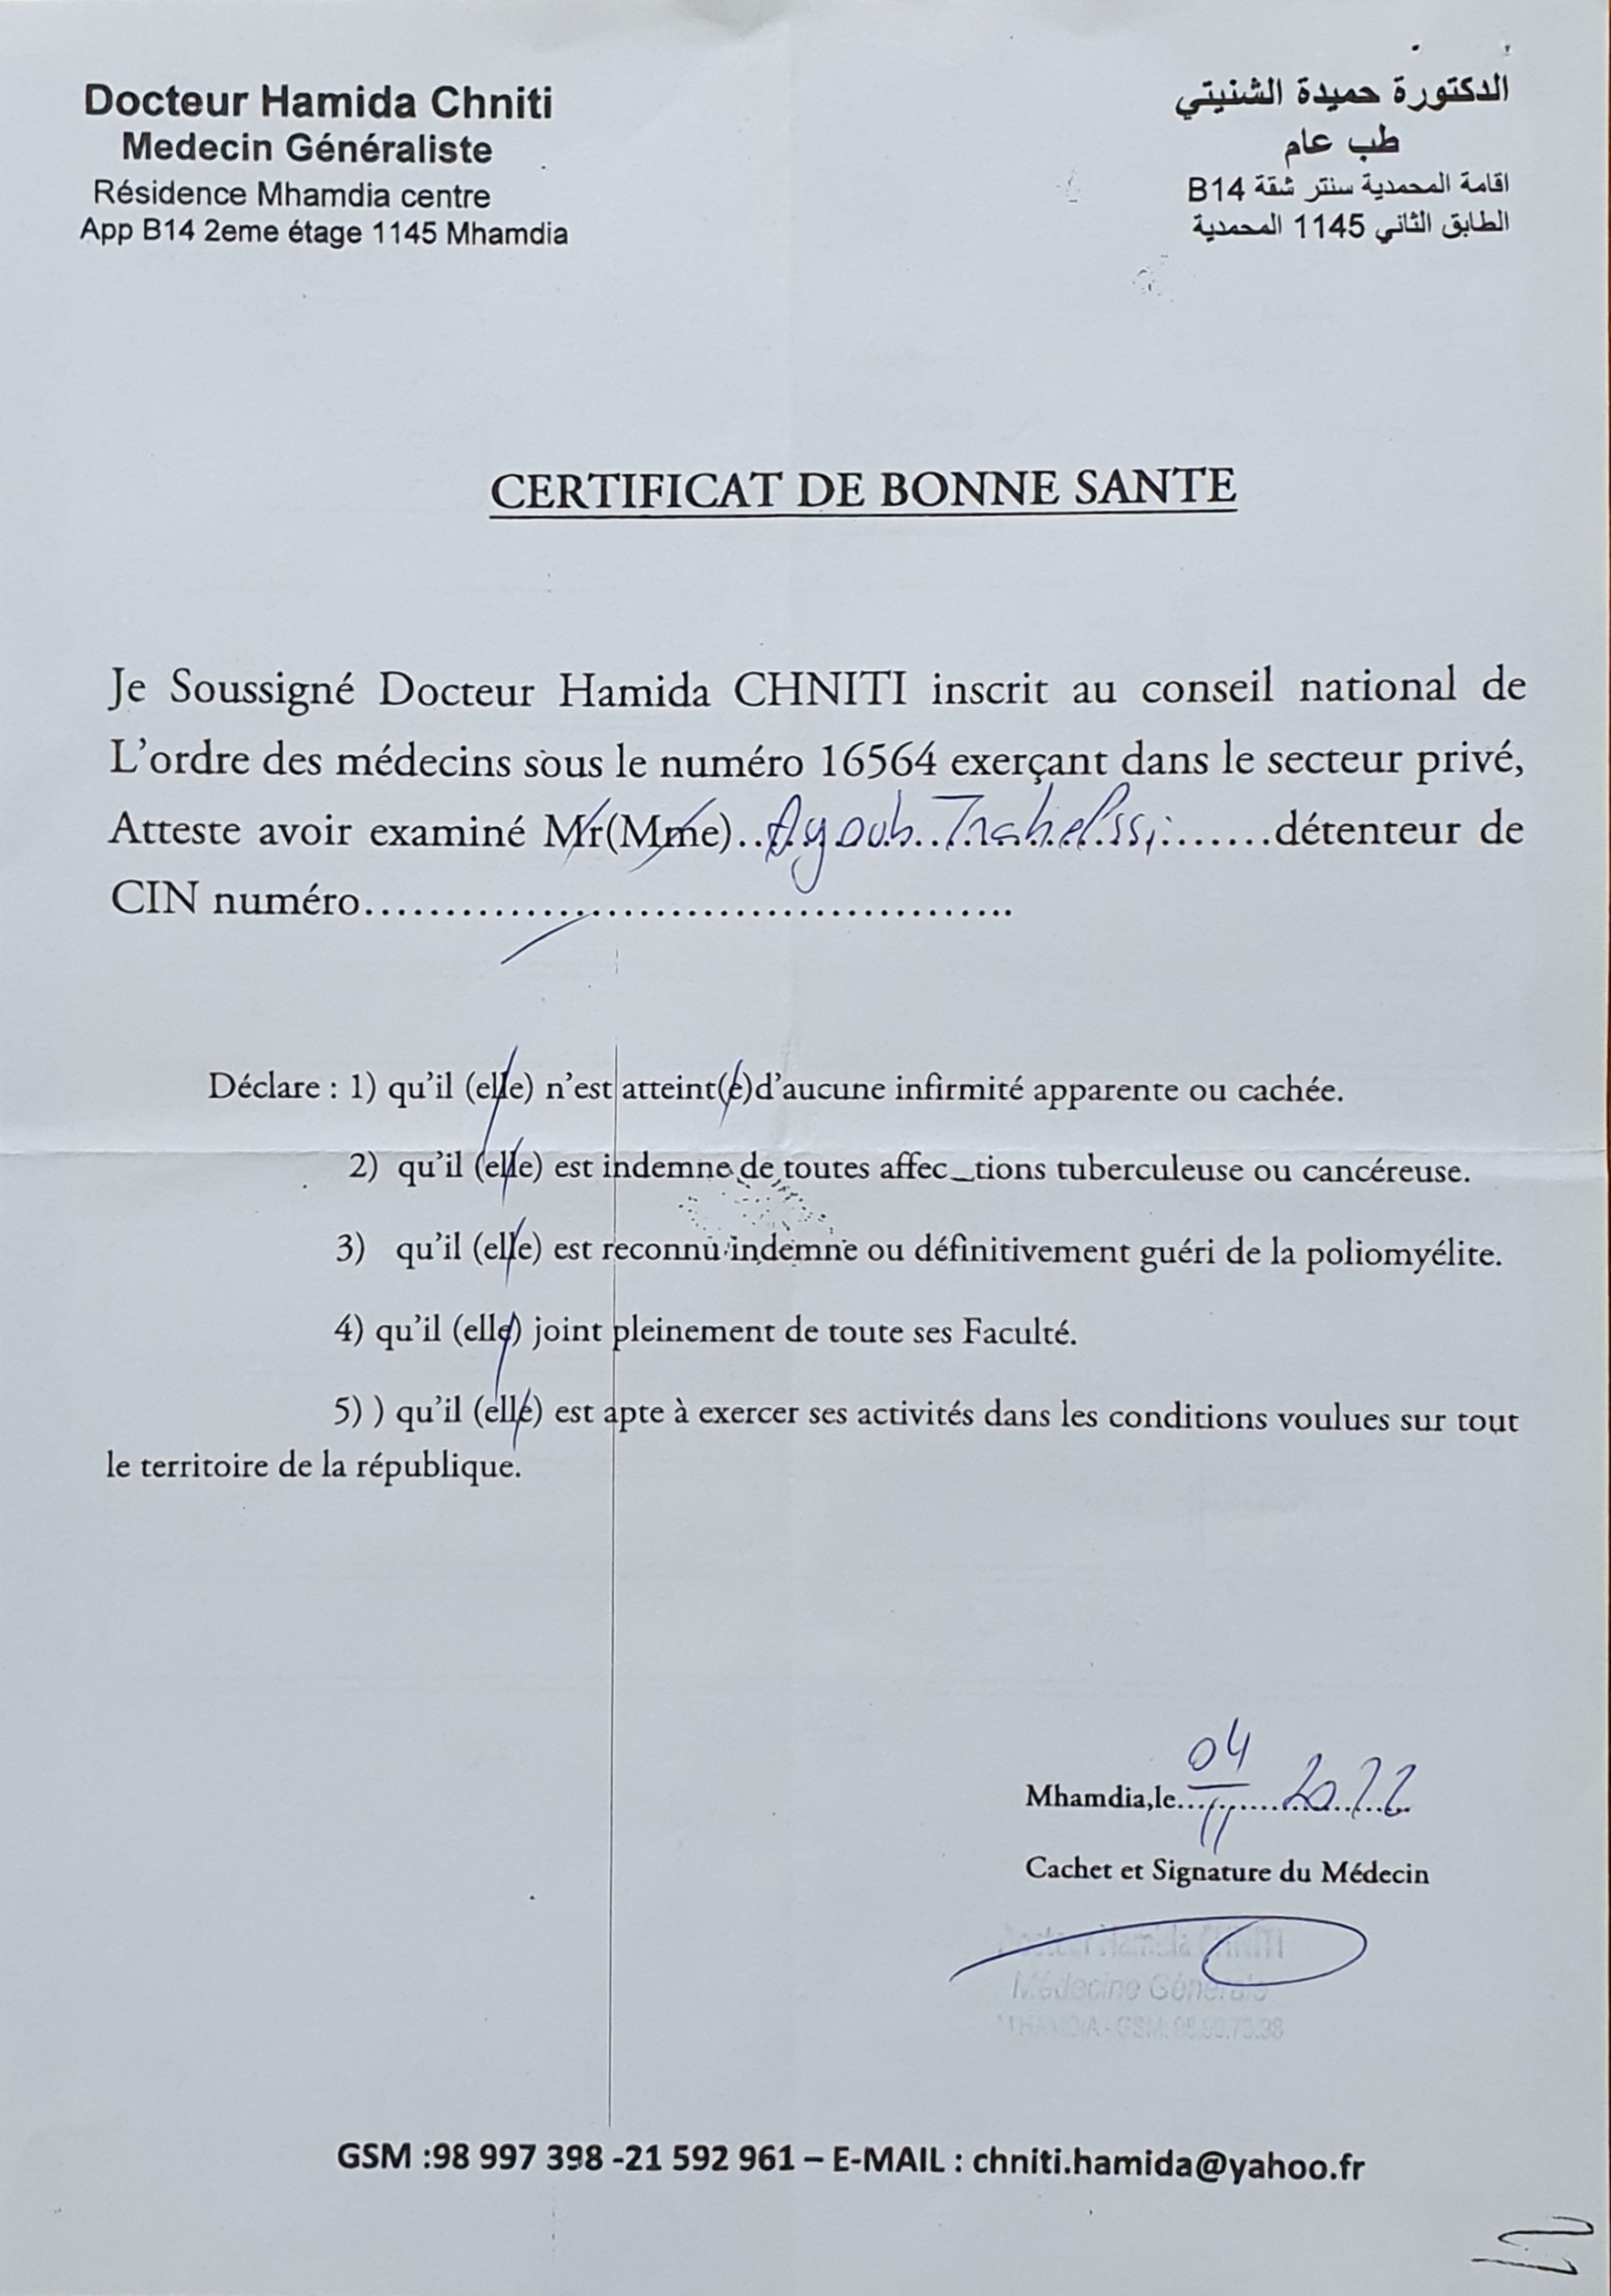 Docteur Hamida Chniti
Medecin Généraliste
Résidence Mhamdia centre
App B14 2eme étage 1145 Mhamdia
الدكتورة حميدة الشنيتي
طب عام
اقامة المحمدية سنتر شقة B14
الطابق الثاني 1145 المحمدية
CERTIFICAT DE BONNE SANTE
Je Soussigné Docteur Hamida CHNITI inscrit au conseil national de
L'ordre des médecins sous le numéro 16564 exerçant dans le secteur privé,
Atteste avoir examiné Mr(Mme)..Ayoub.......détenteur de
CIN numéro.............................................
Déclare : 1) qu'il (elle) n'est atteint(e)d'aucune infirmité apparente ou cachée.
2) qu'il (elle) est indemne de toutes affec_tions tuberculeuse ou cancéreuse.
3) qu'il (elle) est reconnu indemne ou définitivement guéri de la poliomyélite.
4) qu'il (elle) joint pleinement de toute ses Faculté.
5) ) qu'il (elle) est apte à exercer ses activités dans les conditions voulues sur tout
le territoire de la république.
Mhamdia,le 04/11 2022
Cachet et Signature du Médecin
Docteur Hamida CHNITI
Médecine Générale
MHAMDIA - GSM:
GSM :98 997 398 -21 592 961 – E-MAIL : chniti.hamida@yahoo.fr